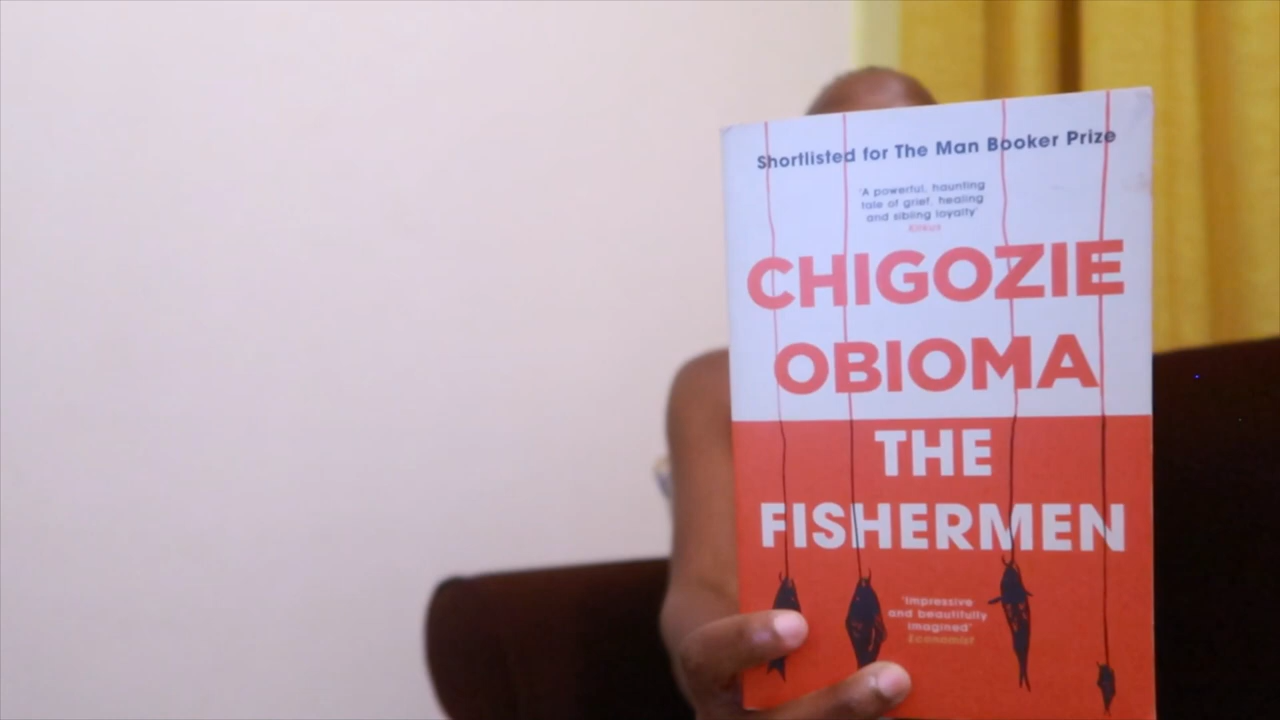 Shortlisted for The Man Booker Prize
'A powerful, haunting
tale of grief, healing
and sibling loyalty'
Kirkus
CHIGOZIE
OBIOMA
THE
FISHERMEN
'Impressive
and beautifully
imagined'
Economist